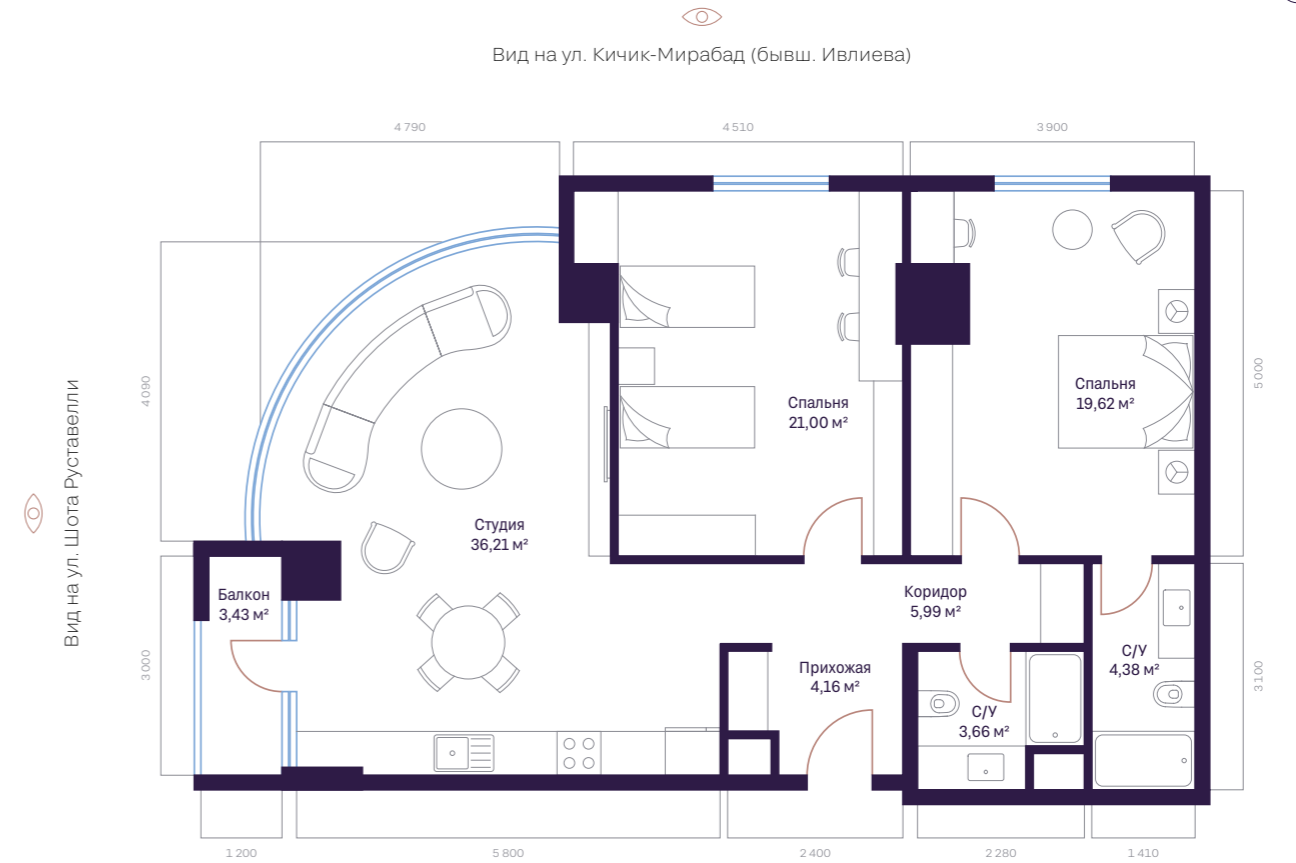 Вид на ул. Кичик-Мирабад (бывш. Ивлиева)
4 790
4 510
3 900
4 090
5 000
Вид на ул. Шота Руставелли
Спальня
19,62 м²
Спальня
21,00 м²
Студия
36,21 м²
Балкон
3,43 м²
Коридор
5,99 м²
3 000
3 100
С/У
4,38 м²
Прихожая
4,16 м²
С/У
3,66 м²
1 200
5 800
2 400
2 280
1 410